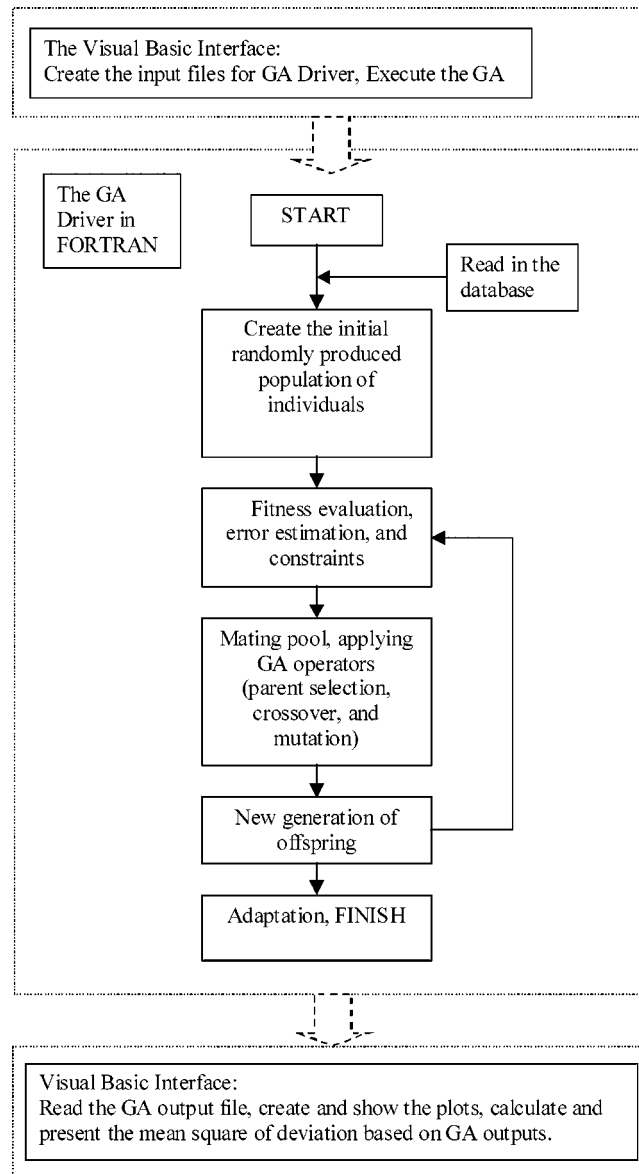 The Visual Basic Interface:
Create the input files for GA Driver, Execute the GA
The GA
Driver in
FORTRAN
START
Read in the
database
Create the initial
randomly produced
population of
individuals
Fitness evaluation,
error estimation, and
constraints
Mating pool, applying
GA operators
(parent selection,
crossover, and
mutation)
New generation of
offspring
Adaptation, FINISH
Visual Basic Interface:
Read the GA output file, create and show the plots, calculate and
present the mean square of deviation based on GA outputs.